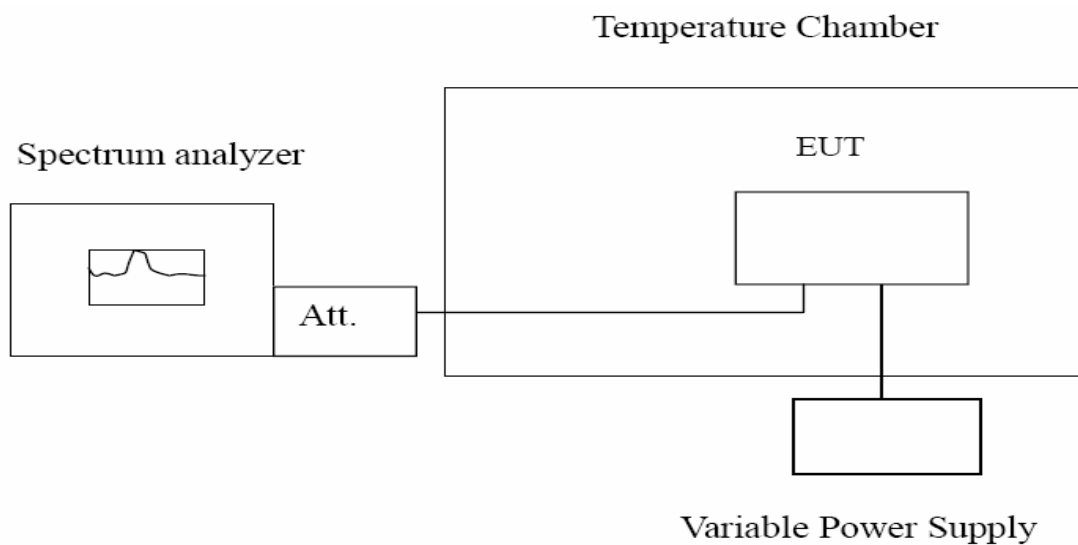 Temperature Chamber
Spectrum analyzer
EUT
Att.
Variable Power Supply